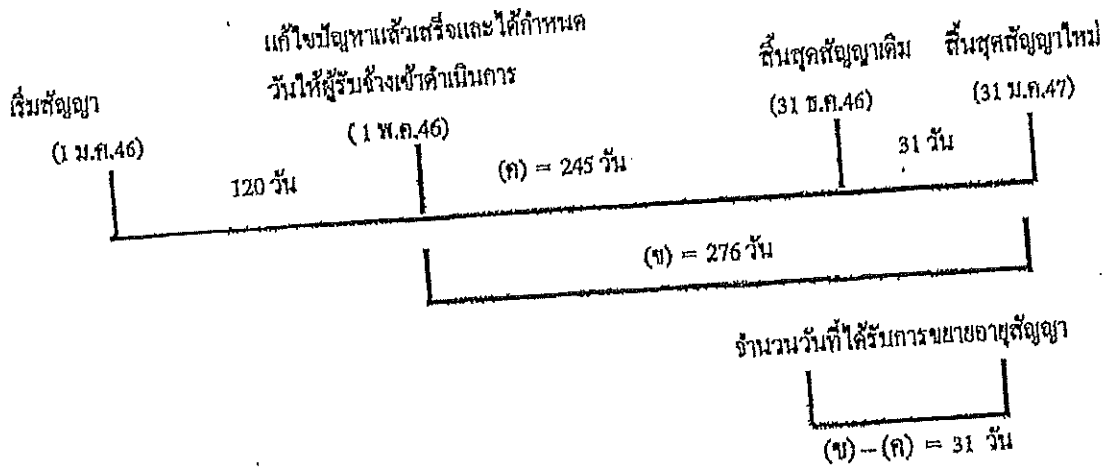 แก้ไขปัญหาแล้วเสร็จและได้กำหนด
วันให้ผู้รับจ้างเข้าดำเนินการ
(1 พ.ค.46)
เริ่มสัญญา
(1 ม.ค.46)
สิ้นสุดสัญญาเดิม
(31 ธ.ค.46)
สิ้นสุดสัญญาใหม่
(31 ม.ค.47)
120 วัน
(ค) = 245 วัน
31 วัน
(ข) = 276 วัน
จำนวนวันที่ได้รับการขยายอายุสัญญา
(ข) – (ค) = 31 วัน